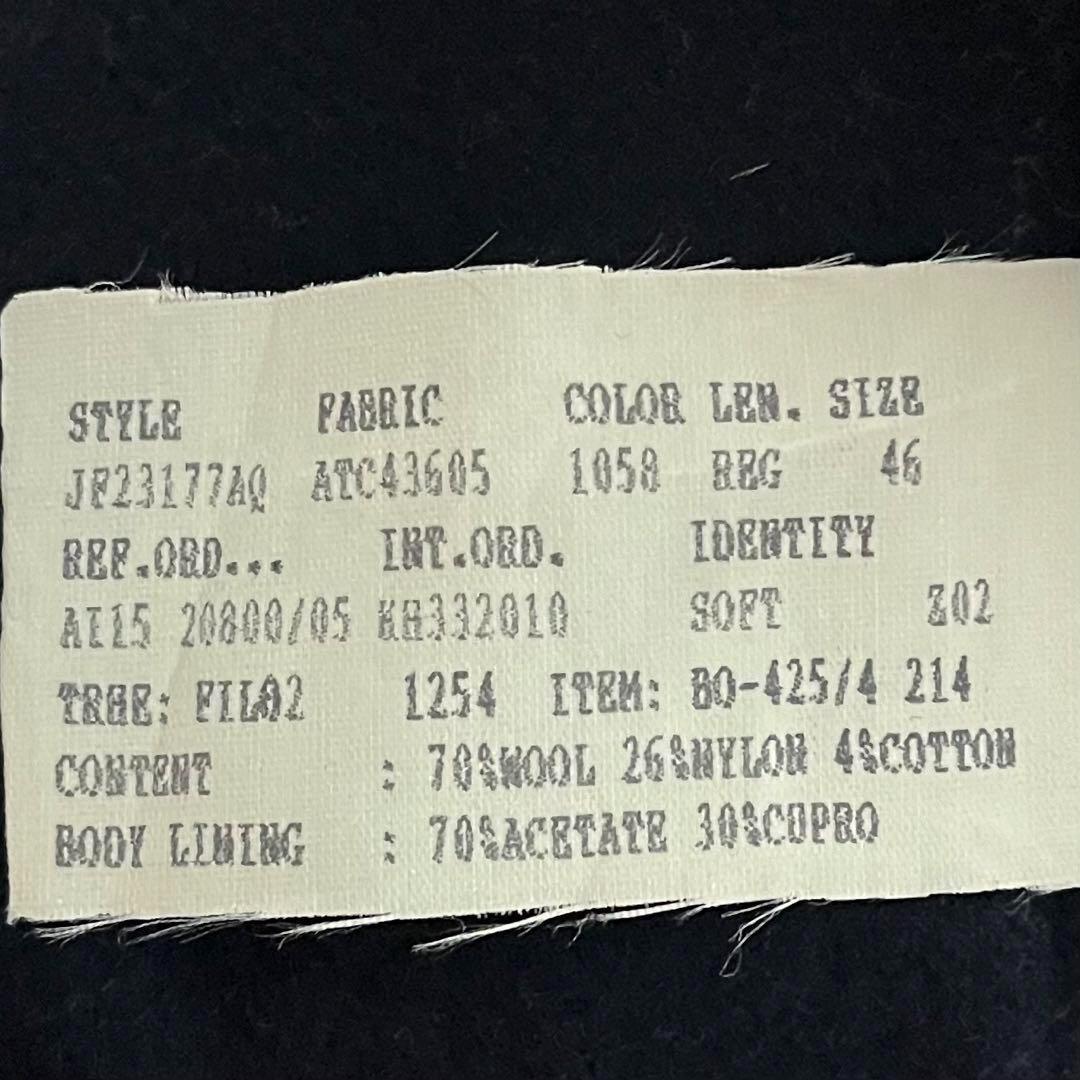 STYLE FABRIC COLOR LEN. SIZE
JF23177AQ ATC43605 1058 REG 46
REF.ORD... INT.ORD. IDENTITY
AI15 20800/05 KH332010 SOFT Z02
TRHE: FIL02 1254 ITEM: BO-425/4 214
CONTENT : 70%WOOL 26%NYLON 4%COTTON
BODY LINING : 70%ACETATE 30%CUPRO